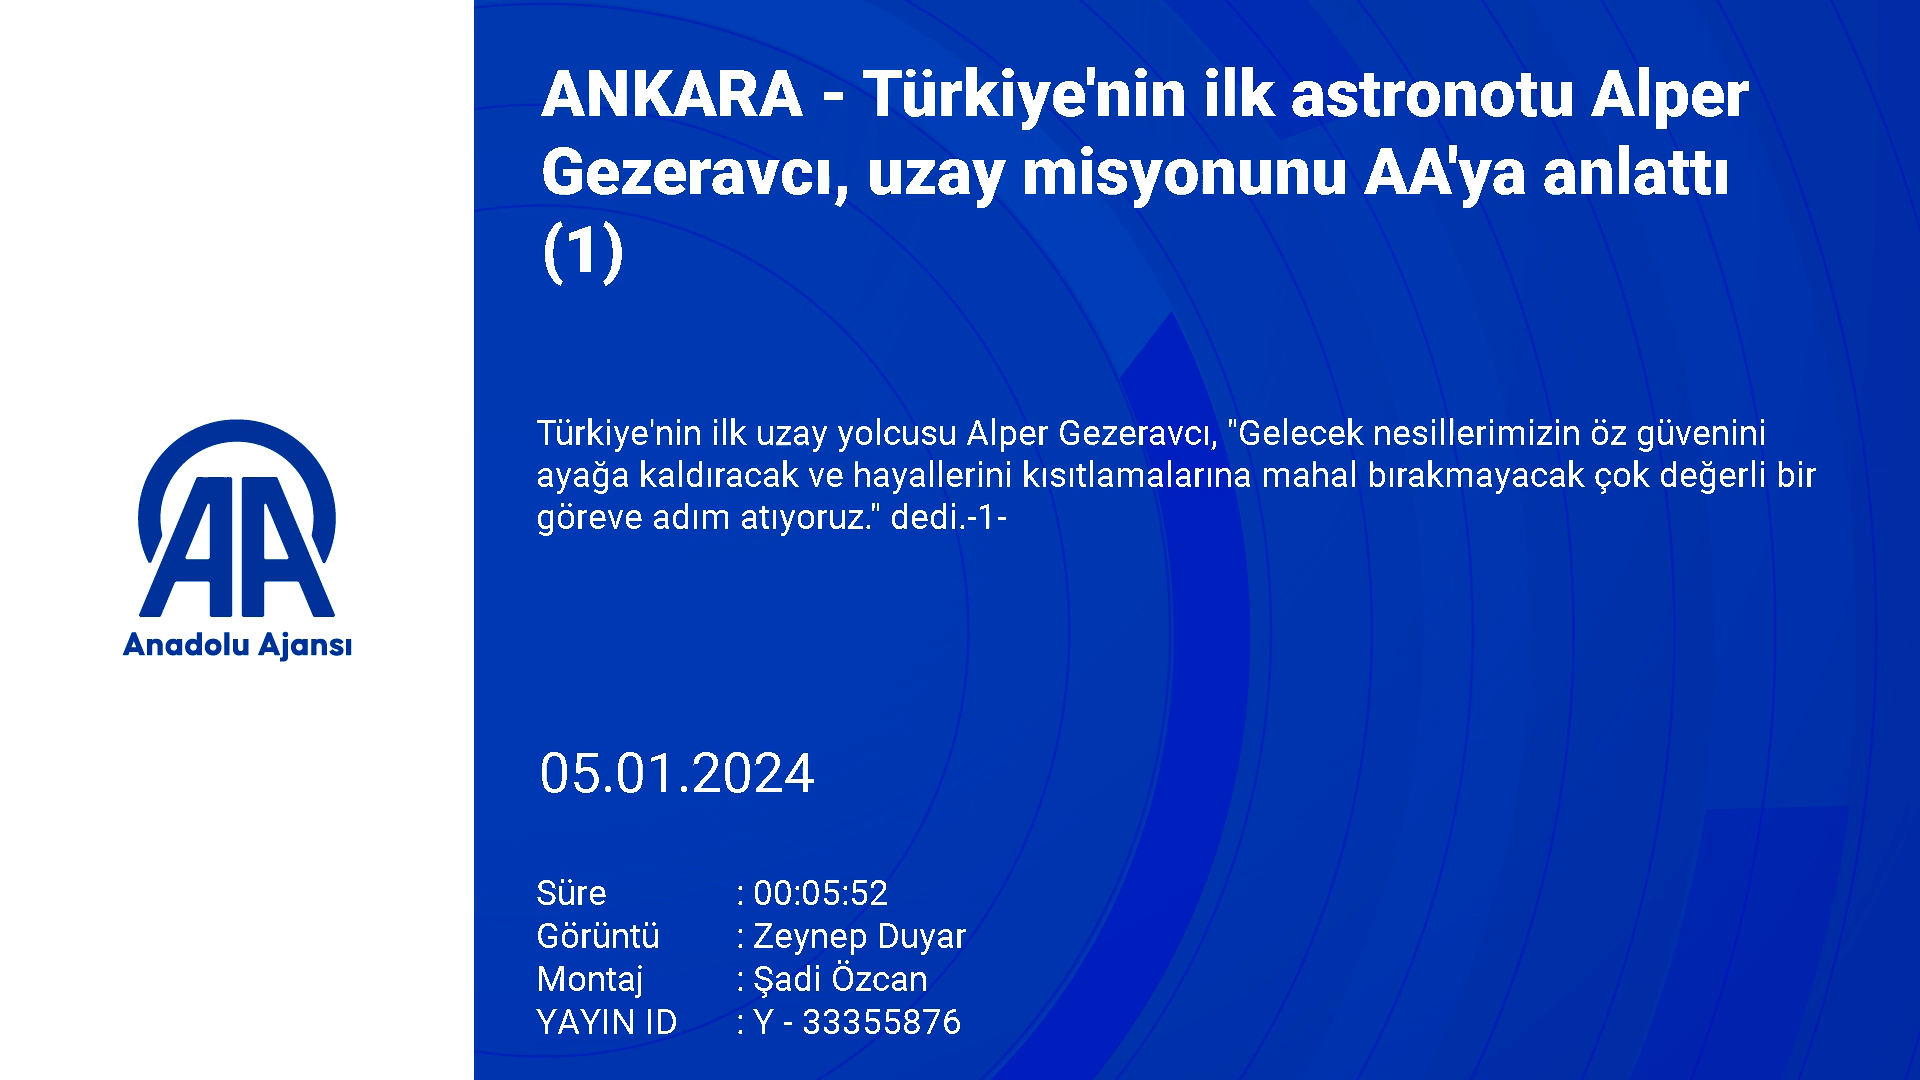 ANKARA - Türkiye'nin ilk astronotu Alper
Gezeravcı, uzay misyonunu AA'ya anlattı
(1)
Türkiye'nin ilk uzay yolcusu Alper Gezeravcı, "Gelecek nesillerimizin öz güvenini
ayağa kaldıracak ve hayallerini kısıtlamalarına mahal bırakmayacak çok değerli bir
göreve adım atıyoruz." dedi.-1-
AA
Anadolu Ajansı
05.01.2024
Süre : 00:05:52
Görüntü : Zeynep Duyar
Montaj : Şadi Özcan
YAYIN ID : Y - 33355876